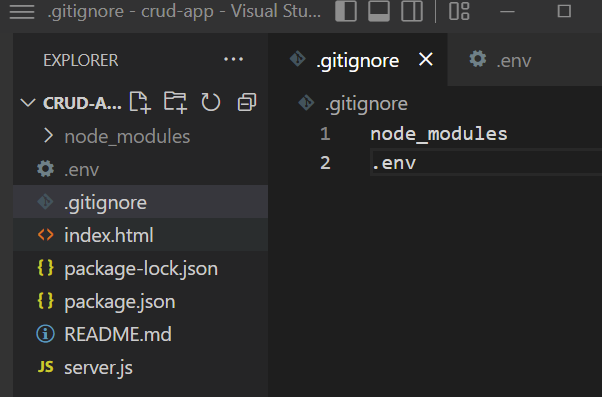 .gitignore - crud-app - Visual Stu...
EXPLORER
CRUD-A...
node_modules
.env
.gitignore
index.html
{} package-lock.json
{} package.json
README.md
JS server.js
.gitignore
.env
.gitignore
1 node_modules
2 .env